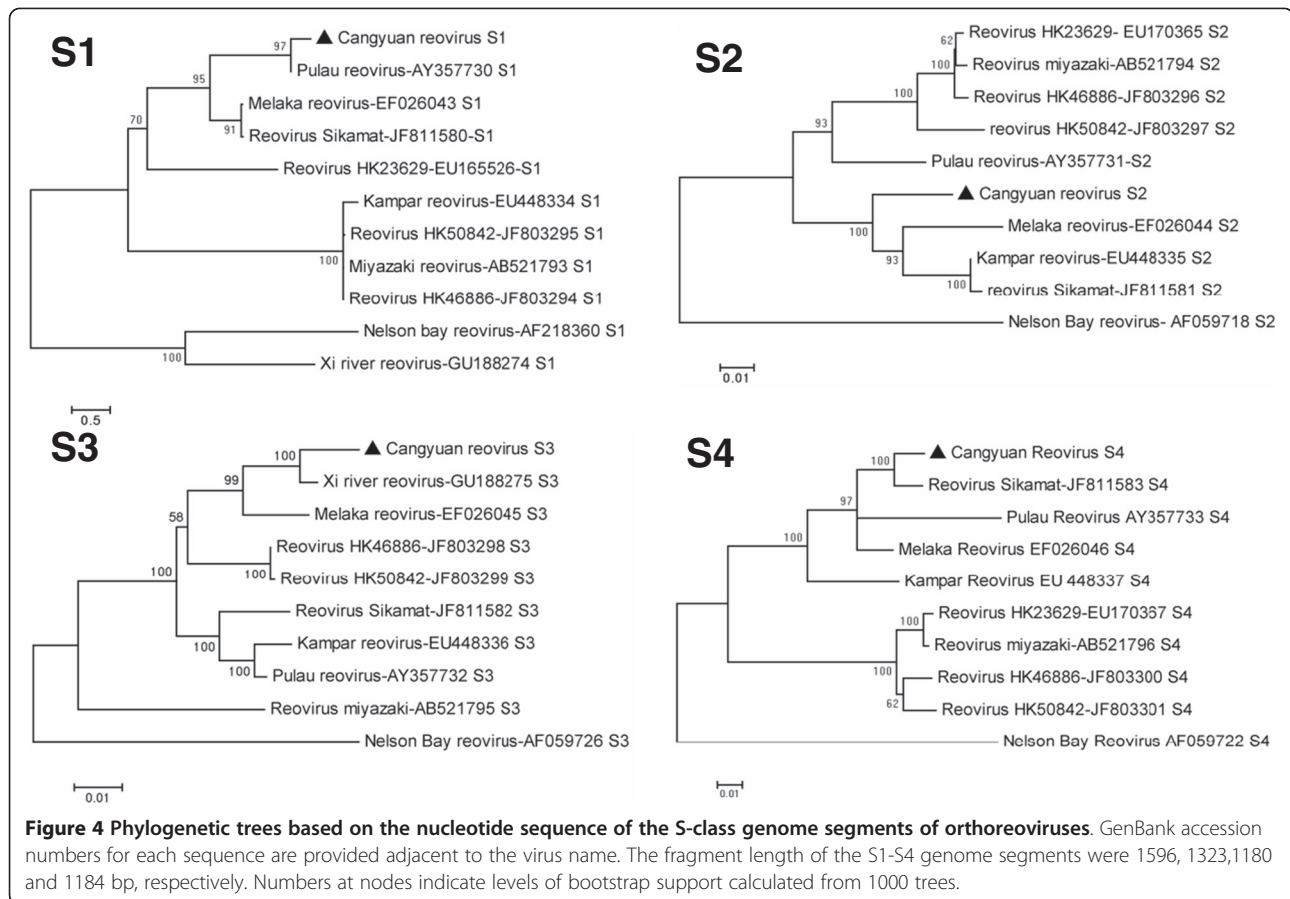 S1
97
▲ Cangyuan reovirus S1
Pulau reovirus-AY357730 S1
95
Melaka reovirus-EF026043 S1
91
Reovirus Sikamat-JF811580-S1
70
Reovirus HK23629-EU165526-S1
Kampar reovirus-EU448334 S1
Reovirus HK50842-JF803295 S1
Miyazaki reovirus-AB521793 S1
100
Reovirus HK46886-JF803294 S1
Nelson bay reovirus-AF218360 S1
100
Xi river reovirus-GU188274 S1
0.5
S2
Reovirus HK23629- EU170365 S2
62
Reovirus miyazaki-AB521794 S2
100
Reovirus HK46886-JF803296 S2
100
reovirus HK50842-JF803297 S2
93
Pulau reovirus-AY357731-S2
▲ Cangyuan reovirus S2
100
Melaka reovirus-EF026044 S2
93
Kampar reovirus-EU448335 S2
100
reovirus Sikamat-JF811581 S2
Nelson Bay reovirus- AF059718 S2
0.01
S3
100
▲ Cangyuan reovirus S3
99
Xi river reovirus-GU188275 S3
Melaka reovirus-EF026045 S3
58
Reovirus HK46886-JF803298 S3
100
Reovirus HK50842-JF803299 S3
100
Reovirus Sikamat-JF811582 S3
100
Kampar reovirus-EU448336 S3
100
Pulau reovirus-AY357732 S3
Reovirus miyazaki-AB521795 S3
Nelson Bay reovirus-AF059726 S3
0.01
S4
100
▲ Cangyuan Reovirus S4
97
Reovirus Sikamat-JF811583 S4
Pulau Reovirus AY357733 S4
100
Melaka Reovirus EF026046 S4
Kampar Reovirus EU 448337 S4
Reovirus HK23629-EU170367 S4
100
Reovirus miyazaki-AB521796 S4
100
Reovirus HK46886-JF803300 S4
62
Reovirus HK50842-JF803301 S4
Nelson Bay Reovirus AF059722 S4
0.01
Figure 4 Phylogenetic trees based on the nucleotide sequence of the S-class genome segments of orthoreoviruses. GenBank accession
numbers for each sequence are provided adjacent to the virus name. The fragment length of the S1-S4 genome segments were 1596, 1323,1180
and 1184 bp, respectively. Numbers at nodes indicate levels of bootstrap support calculated from 1000 trees.